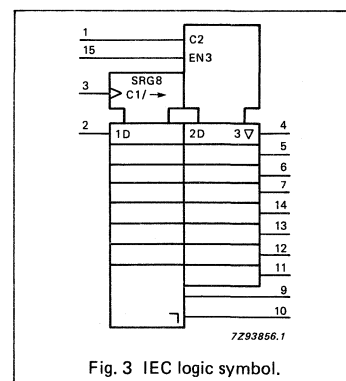 1
C2
15
EN3
SRG8
3
C1/ →
2
1D
2D
3 ▽
4
5
6
7
14
13
12
11
9
10
¬
7Z93856.1
Fig. 3 IEC logic symbol.